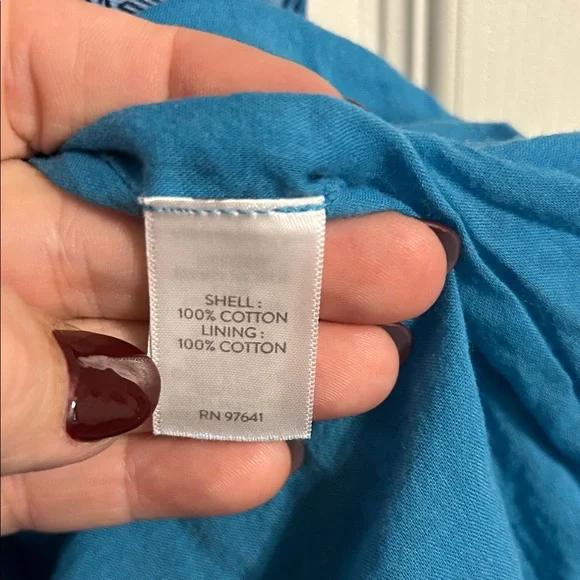 SHELL :
100% COTTON
LINING :
100% COTTON
RN 97641